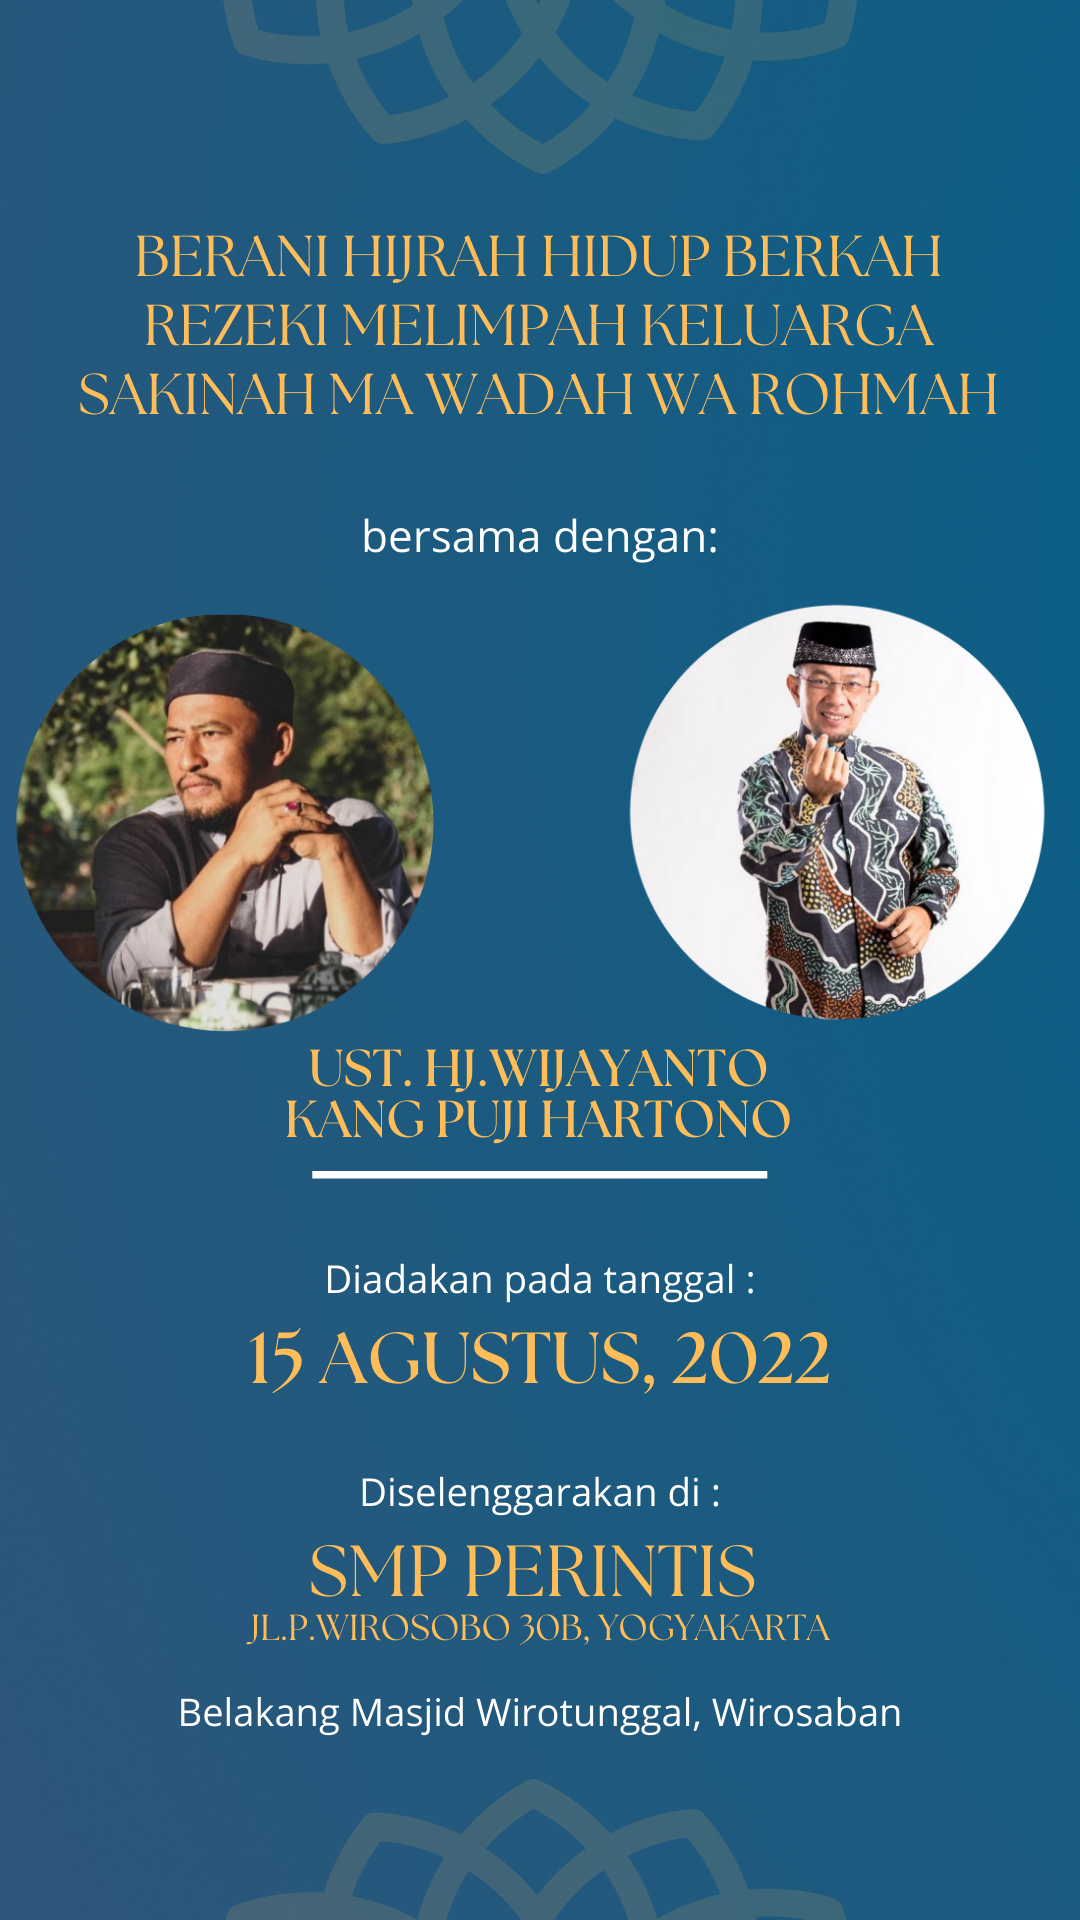 BERANI HIJRAH HIDUP BERKAH
REZEKI MELIMPAH KELUARGA
SAKINAH MA WADAH WA ROHMAH
bersama dengan:
UST. HJ.WIJAYANTO
KANG PUJI HARTONO
Diadakan pada tanggal :
15 AGUSTUS, 2022
Diselenggarakan di :
SMP PERINTIS
JL.P.WIROSOBO 30B, YOGYAKARTA
Belakang Masjid Wirotunggal, Wirosaban